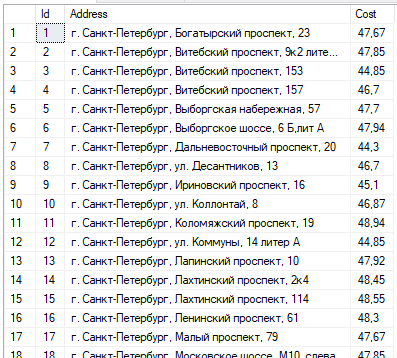 Id Address Cost
1 1 г. Санкт-Петербург, Богатырский проспект, 23 47,67
2 2 г. Санкт-Петербург, Витебский проспект, 9к2 лите... 44,85
3 3 г. Санкт-Петербург, Витебский проспект, 153 44,85
4 4 г. Санкт-Петербург, Витебский проспект, 157 46,7
5 5 г. Санкт-Петербург, Выборгская набережная, 57 47,7
6 6 г. Санкт-Петербург, Выборгское шоссе, 6 Б,лит А 47,94
7 7 г. Санкт-Петербург, Дальневосточный проспект, 20 44,3
8 8 г. Санкт-Петербург, ул. Десантников, 13 46,7
9 9 г. Санкт-Петербург, Ириновский проспект, 16 45,1
10 10 г. Санкт-Петербург, ул. Коллонтай, 8 46,87
11 11 г. Санкт-Петербург, Коломяжский проспект, 19 48,94
12 12 г. Санкт-Петербург, ул. Коммуны, 14 литер А 44,85
13 13 г. Санкт-Петербург, Лапинский проспект, 10 47,92
14 14 г. Санкт-Петербург, Лахтинский проспект, 2к4 48,45
15 15 г. Санкт-Петербург, Лахтинский проспект, 114 48,55
16 16 г. Санкт-Петербург, Ленинский проспект, 61 48,3
17 17 г. Санкт-Петербург, Малый проспект, 79 47,67
18 18 г. Санкт-Петербург, Московское шоссе, М10, слева 47,85